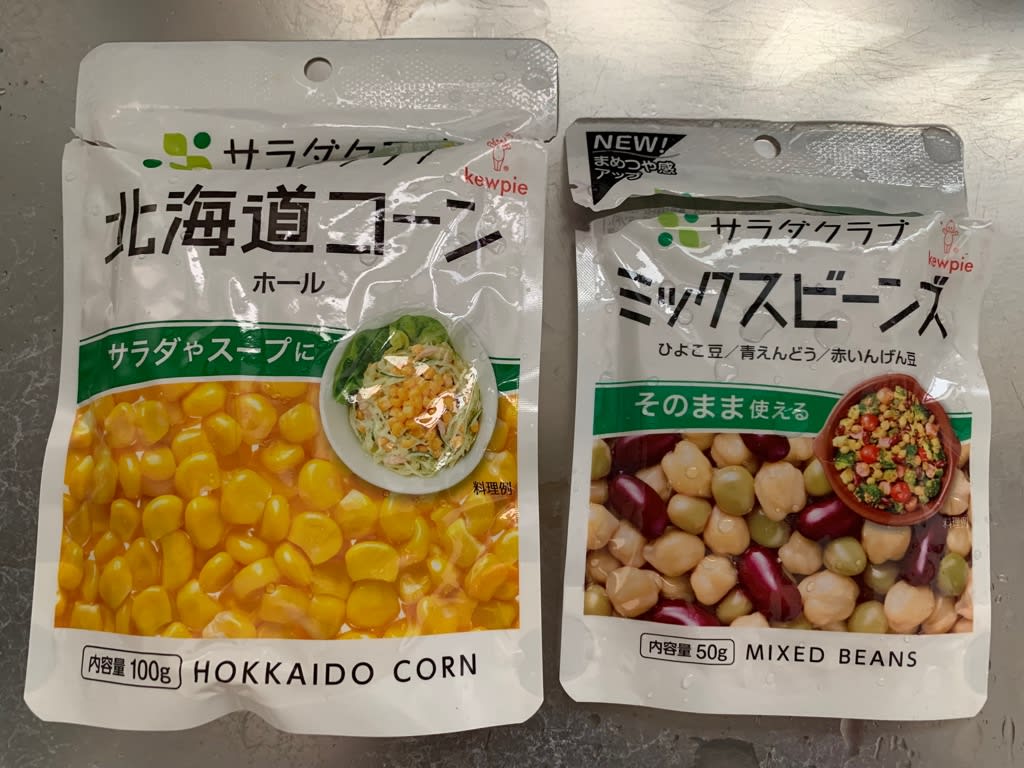 サラダクラブ
kewpie
北海道コーン
ホール
サラダやスープに
料理例
内容量 100g
HOKKAIDO CORN
NEW!
まめつや感
アップ
サラダクラブ
kewpie
ミックスビーンズ
ひよこ豆／青えんどう／赤いんげん豆
そのまま使える
料理例
内容量 50g
MIXED BEANS